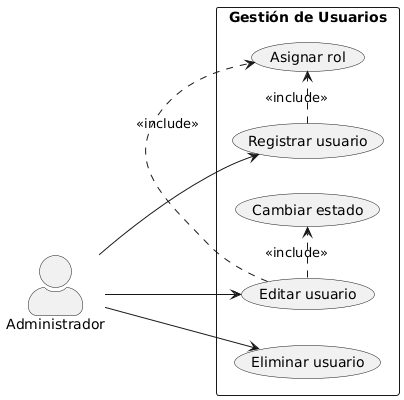 Gestión de Usuarios
Asignar rol
«include»
«include»
Registrar usuario
Cambiar estado
«include»
Editar usuario
Administrador
Eliminar usuario